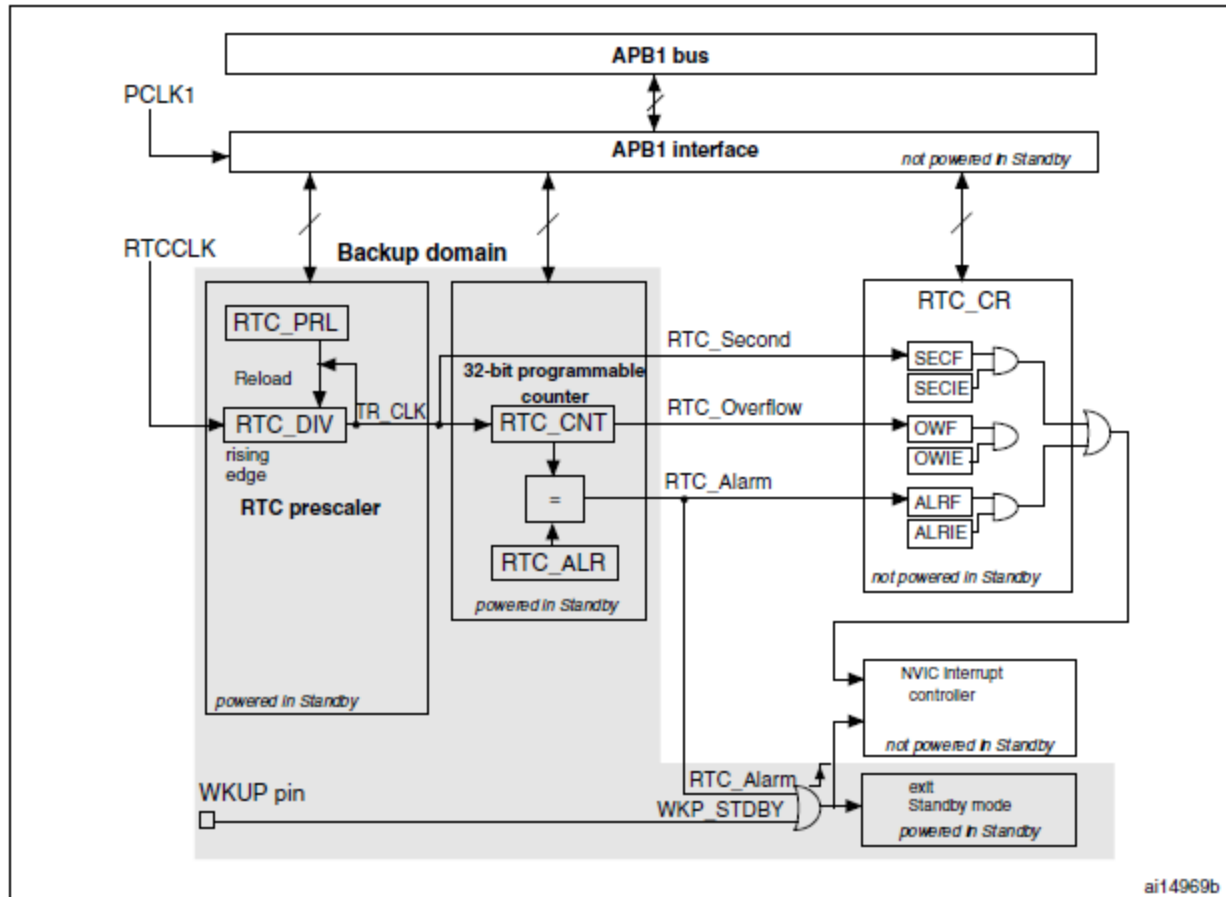 APB1 bus
PCLK1
APB1 interface
not powered in Standby
RTCCLK
Backup domain
RTC_CR
RTC_PRL
RTC_Second
SECF
Reload
32-bit programmable
counter
SECIE
TR_CLK
RTC_Overflow
RTC_DIV
RTC_CNT
OWF
rising
edge
OWIE
RTC prescaler
RTC_Alarm
=
ALRF
ALRIE
RTC_ALR
not powered in Standby
powered in Standby
NVIC Interrupt
controller
powered in Standby
not powered in Standby
RTC_Alarm
WKUP pin
exit
Standby mode
WKP_STDBY
powered in Standby
ai14969b